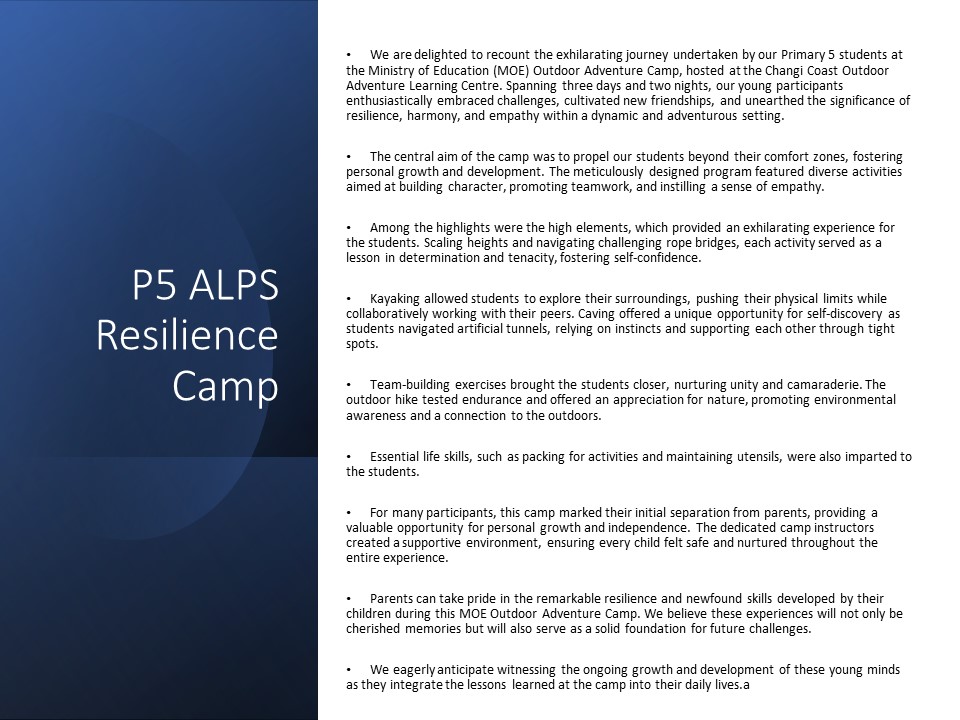 P5 ALPS
Resilience
Camp
• We are delighted to recount the exhilarating journey undertaken by our Primary 5 students at
the Ministry of Education (MOE) Outdoor Adventure Camp, hosted at the Changi Coast Outdoor
Adventure Learning Centre. Spanning three days and two nights, our young participants
enthusiastically embraced challenges, cultivated new friendships, and unearthed the significance of
resilience, harmony, and empathy within a dynamic and adventurous setting.
• The central aim of the camp was to propel our students beyond their comfort zones, fostering
personal growth and development. The meticulously designed program featured diverse activities
aimed at building character, promoting teamwork, and instilling a sense of empathy.
• Among the highlights were the high elements, which provided an exhilarating experience for
the students. Scaling heights and navigating challenging rope bridges, each activity served as a
lesson in determination and tenacity, fostering self-confidence.
• Kayaking allowed students to explore their surroundings, pushing their physical limits while
collaboratively working with their peers. Caving offered a unique opportunity for self-discovery as
students navigated artificial tunnels, relying on instincts and supporting each other through tight
spots.
• Team-building exercises brought the students closer, nurturing unity and camaraderie. The
outdoor hike tested endurance and offered an appreciation for nature, promoting environmental
awareness and a connection to the outdoors.
• Essential life skills, such as packing for activities and maintaining utensils, were also imparted to
the students.
• For many participants, this camp marked their initial separation from parents, providing a
valuable opportunity for personal growth and independence. The dedicated camp instructors
created a supportive environment, ensuring every child felt safe and nurtured throughout the
entire experience.
• Parents can take pride in the remarkable resilience and newfound skills developed by their
children during this MOE Outdoor Adventure Camp. We believe these experiences will not only be
cherished memories but will also serve as a solid foundation for future challenges.
• We eagerly anticipate witnessing the ongoing growth and development of these young minds
as they integrate the lessons learned at the camp into their daily lives.a